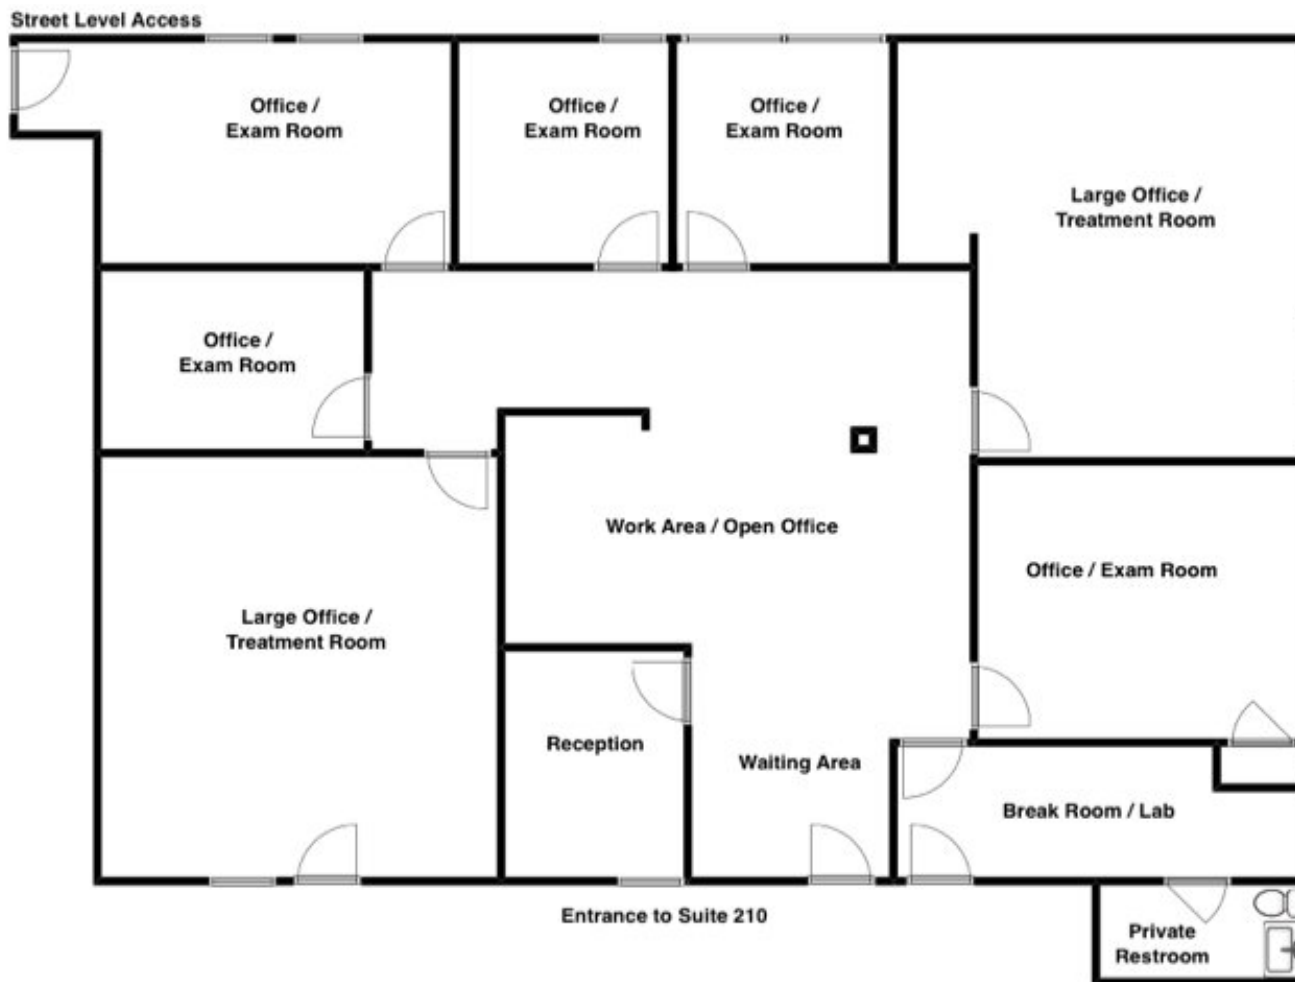 Street Level Access
Office /
Exam Room
Office /
Exam Room
Office /
Exam Room
Large Office /
Treatment Room
Office /
Exam Room
Work Area / Open Office
Office / Exam Room
Large Office /
Treatment Room
Reception
Waiting Area
Break Room / Lab
Entrance to Suite 210
Private
Restroom